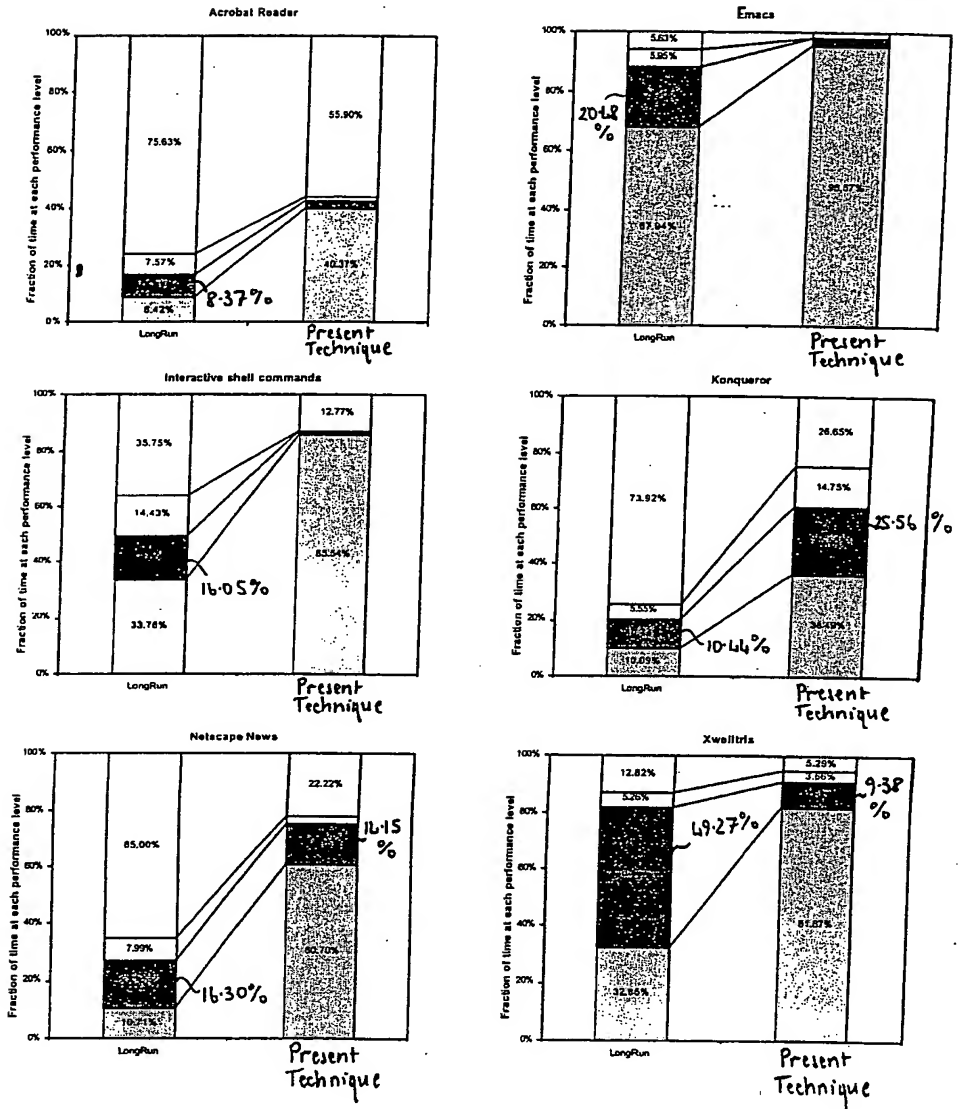 Acrobat Reader
Fraction of time at each performance level
100%
80%
60%
40%
20%
0%
75.63%
7.57%
8.37%
8.42%
55.90%
40.37%
LongRun
Present
Technique
Emacs
Fraction of time at each performance level
100%
80%
60%
40%
20%
0%
5.63%
5.95%
20.48
%
67.94%
95.57%
LongRun
Present
Technique
Interactive shell commands
Fraction of time at each performance level
100%
80%
60%
40%
20%
0%
35.75%
14.43%
16.05%
33.76%
12.77%
LongRun
Present
Technique
Konqueror
Fraction of time at each performance level
100%
80%
60%
40%
20%
0%
73.92%
5.55%
10.44%
10.09%
26.65%
14.75%
25.56 %
LongRun
Present
Technique
Netscape News
Fraction of time at each performance level
100%
80%
60%
40%
20%
0%
65.00%
7.99%
16.30%
10.71%
22.22%
14.15
%
60.70%
LongRun
Present
Technique
Xwelltris
Fraction of time at each performance level
100%
80%
60%
40%
20%
0%
12.82%
5.26%
49.27%
32.65%
5.29%
3.66%
9.38
%
81.67%
LongRun
Present
Technique